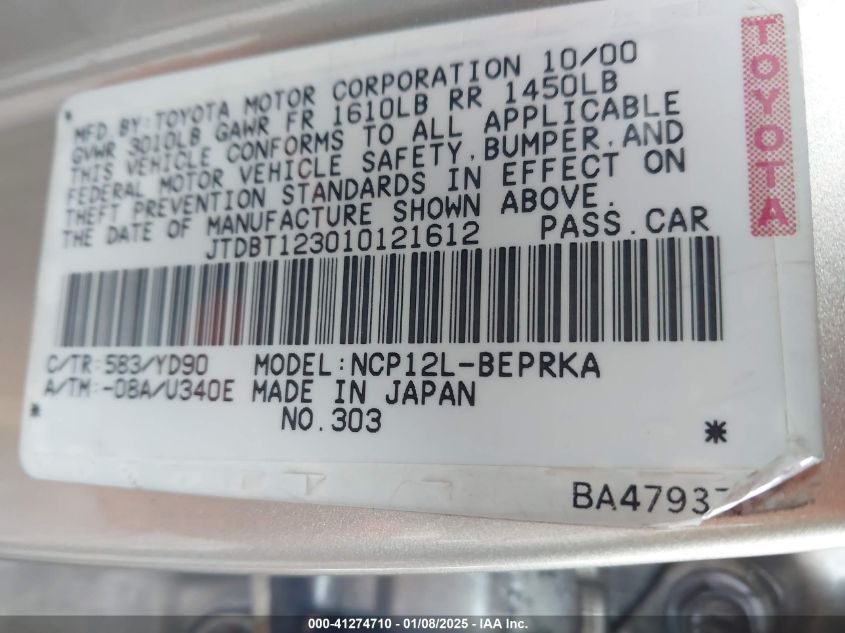 MFD. BY: TOYOTA MOTOR CORPORATION 10/00
GVWR 3010LB GAWR FR 1610LB RR 1450LB
THIS VEHICLE CONFORMS TO ALL APPLICABLE
FEDERAL MOTOR VEHICLE SAFETY, BUMPER, AND
THEFT PREVENTION STANDARDS IN EFFECT ON
THE DATE OF MANUFACTURE SHOWN ABOVE.
JTDBT123010121612 PASS. CAR
C/TR: 583/YD90 MODEL: NCP12L-BEPRKA
A/TM: -08A/U340E MADE IN JAPAN
NO. 303
BA4793
TOYOTA
000-41274710 - 01/08/2025 - IAA Inc.